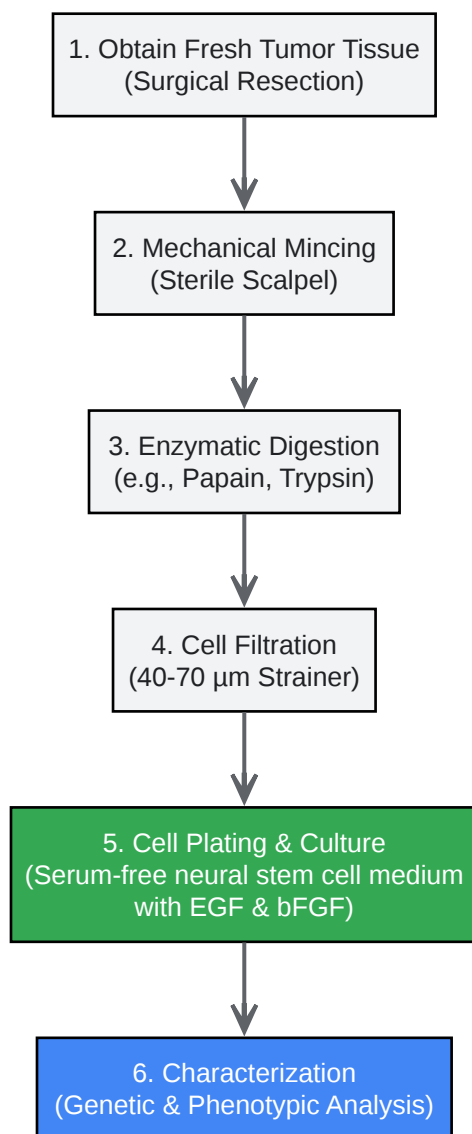 1. Obtain Fresh Tumor Tissue
(Surgical Resection)
2. Mechanical Mincing
(Sterile Scalpel)
3. Enzymatic Digestion
(e.g., Papain, Trypsin)
4. Cell Filtration
(40-70 µm Strainer)
5. Cell Plating & Culture
(Serum-free neural stem cell medium
with EGF & bFGF)
6. Characterization
(Genetic & Phenotypic Analysis)